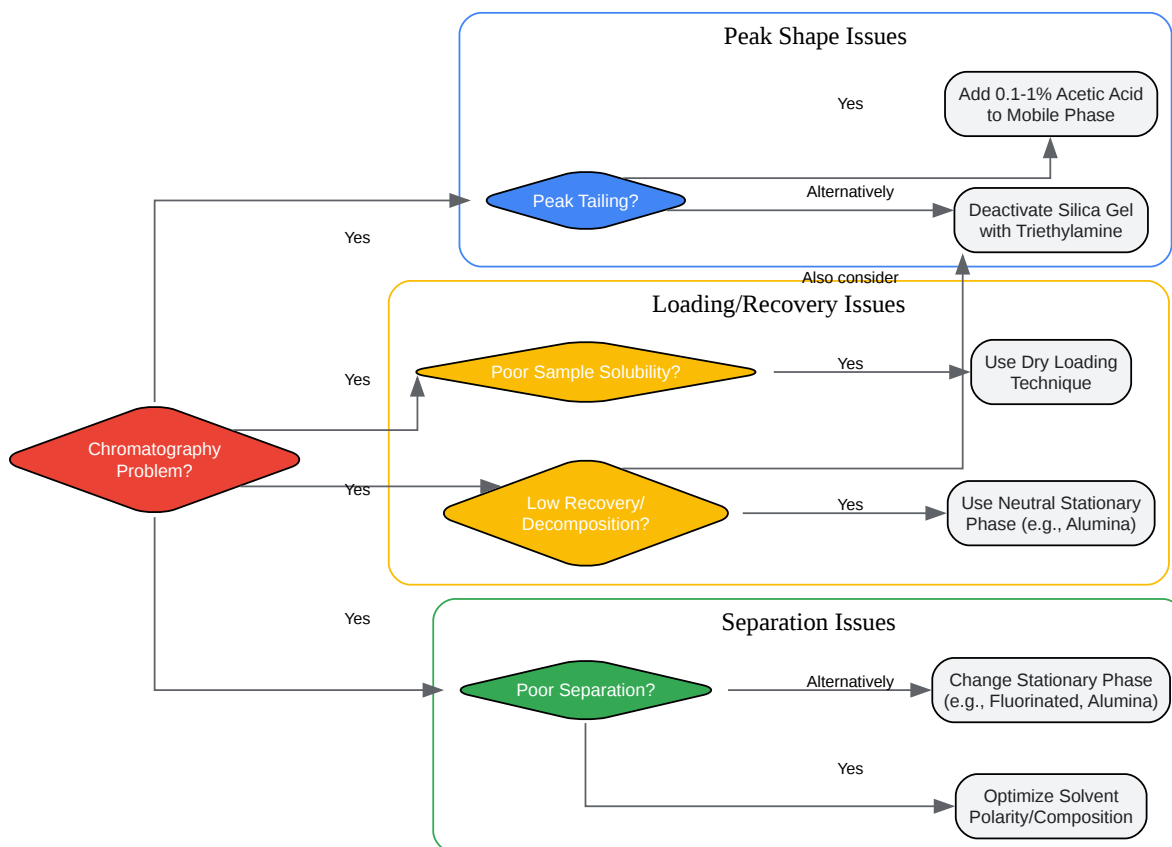 Peak Shape Issues
Yes
Add 0.1-1% Acetic Acid
to Mobile Phase
Peak Tailing?
Alternatively
Deactivate Silica Gel
with Triethylamine
Yes
Also consider
Loading/Recovery Issues
Yes
Poor Sample Solubility?
Yes
Use Dry Loading
Technique
Chromatography
Problem?
Yes
Low Recovery/
Decomposition?
Yes
Use Neutral Stationary
Phase (e.g., Alumina)
Yes
Separation Issues
Poor Separation?
Alternatively
Change Stationary Phase
(e.g., Fluorinated, Alumina)
Yes
Optimize Solvent
Polarity/Composition